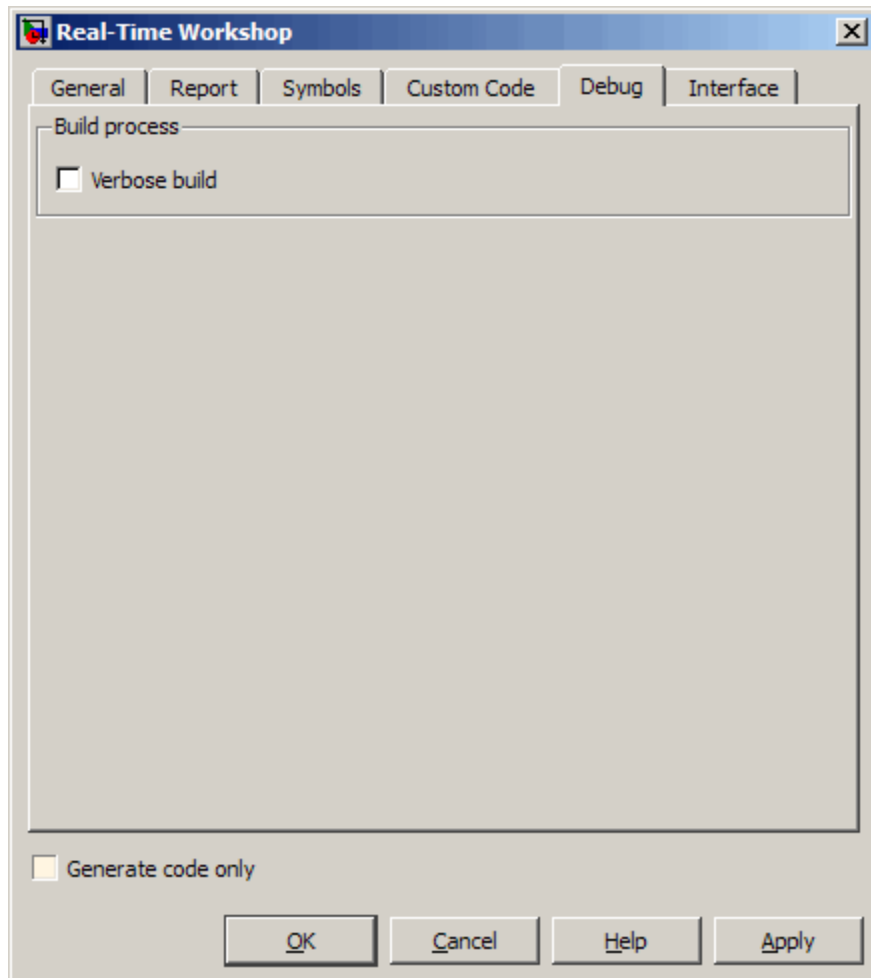 Real-Time Workshop
General Report Symbols Custom Code Debug Interface
Build process
Verbose build
Generate code only
OK Cancel Help Apply